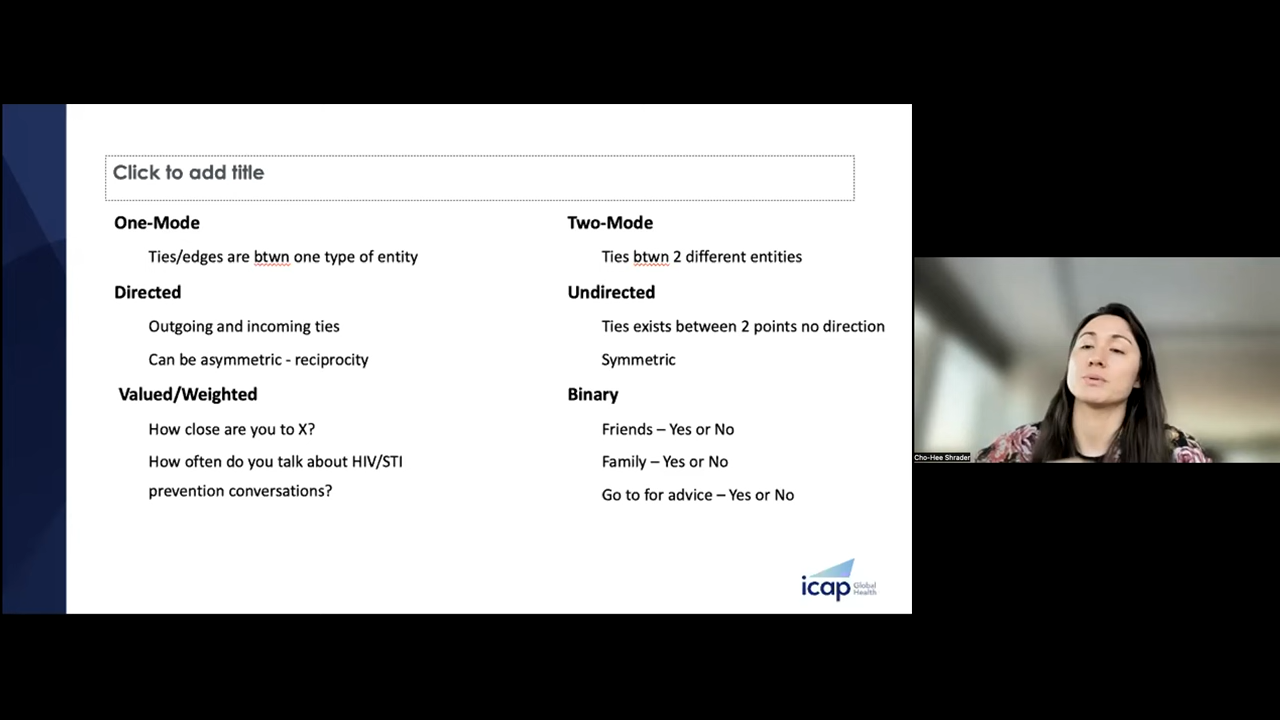 Click to add title
One-Mode
Ties/edges are btwn one type of entity
Directed
Outgoing and incoming ties
Can be asymmetric - reciprocity
Valued/Weighted
How close are you to X?
How often do you talk about HIV/STI
prevention conversations?
Two-Mode
Ties btwn 2 different entities
Undirected
Ties exists between 2 points no direction
Symmetric
Binary
Friends – Yes or No
Family – Yes or No
Go to for advice – Yes or No
icap Global
Health
Cho-Hee Shrader